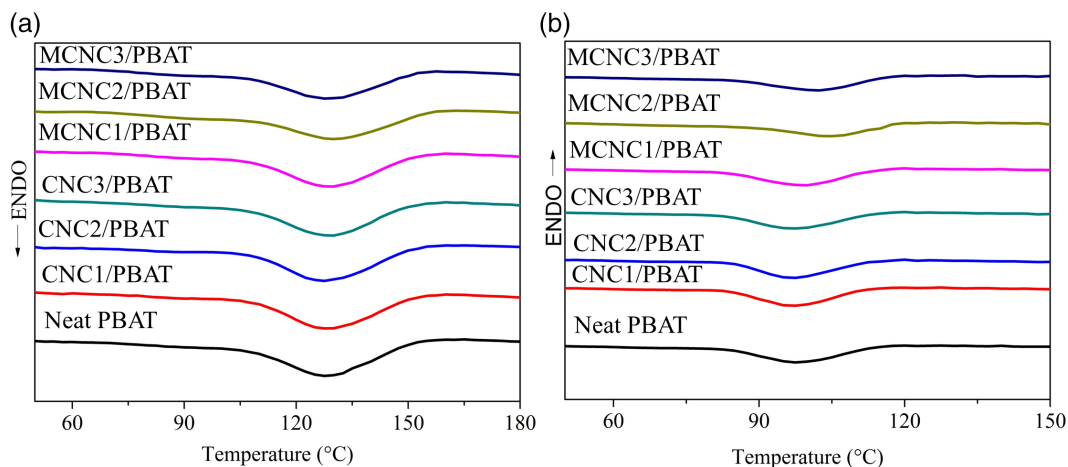 (a)
MCNC3/PBAT
MCNC2/PBAT
MCNC1/PBAT
CNC3/PBAT
CNC2/PBAT
CNC1/PBAT
Neat PBAT
← ENDO
60 90 120 150 180
Temperature (°C)
(b)
MCNC3/PBAT
MCNC2/PBAT
MCNC1/PBAT
CNC3/PBAT
CNC2/PBAT
CNC1/PBAT
Neat PBAT
ENDO →
60 90 120 150
Temperature (°C)